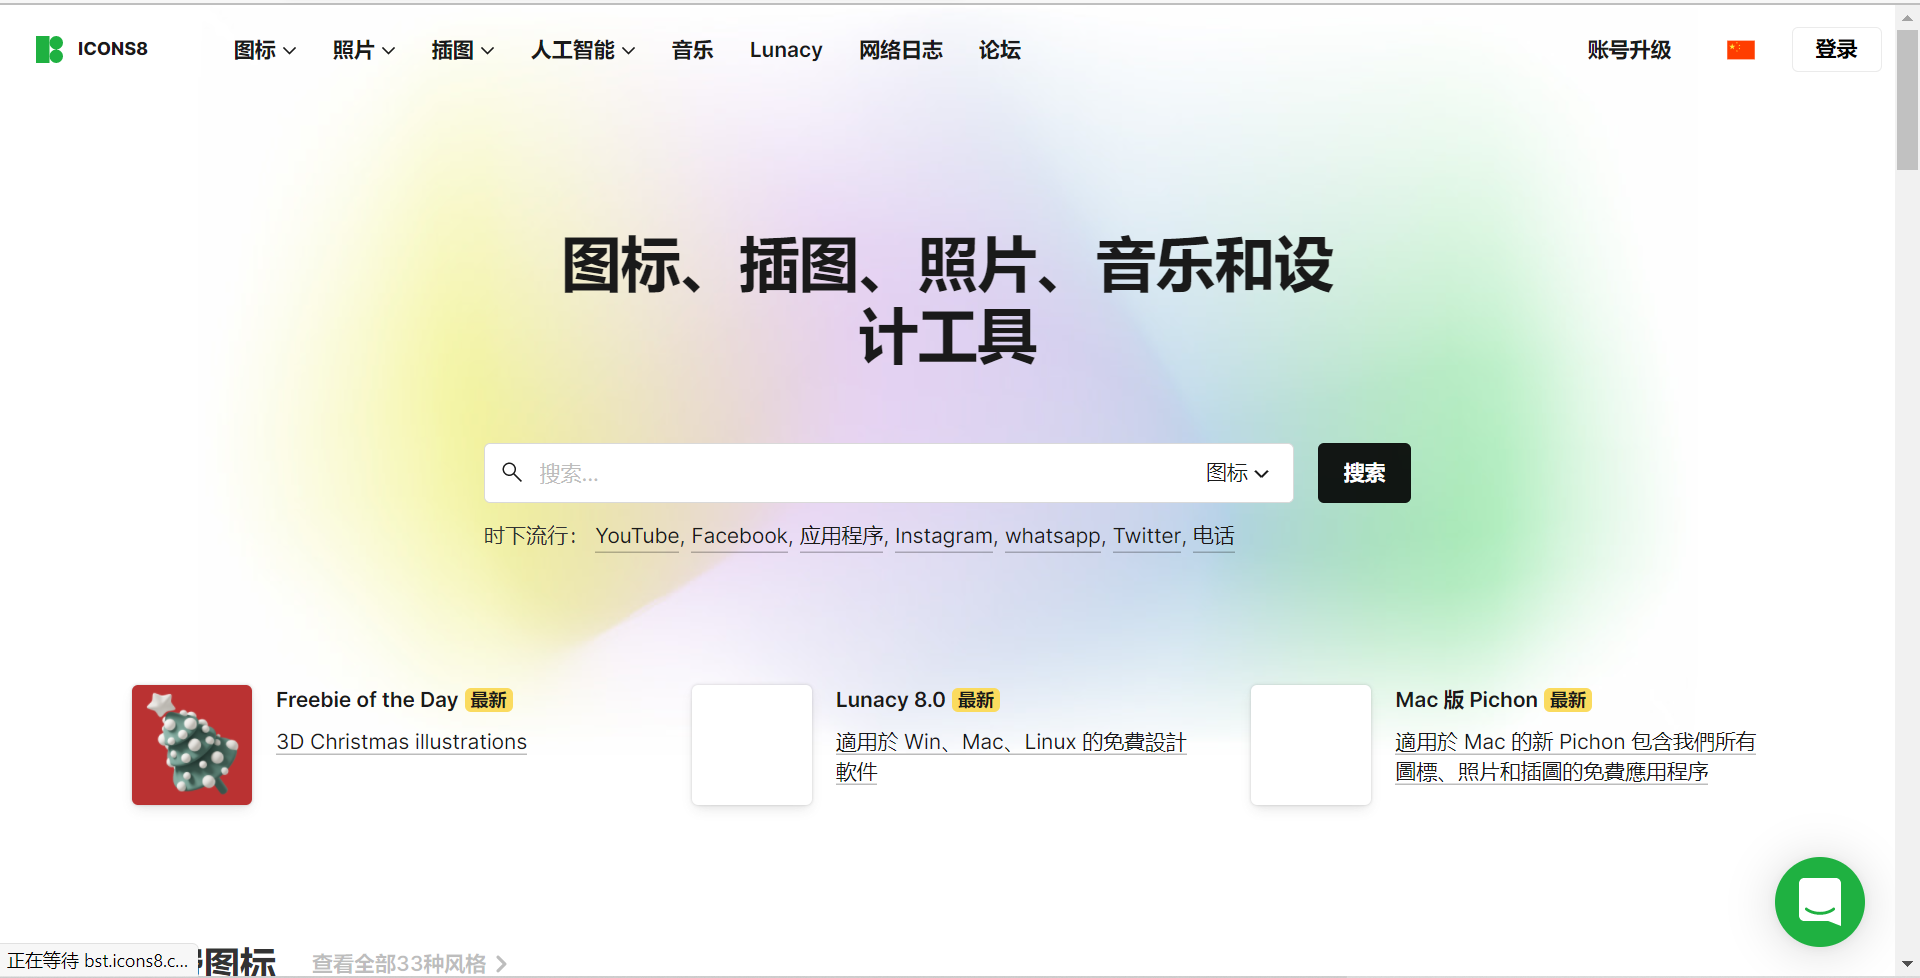 ICONS8 图标 照片 插图 人工智能 音乐 Lunacy 网络日志 论坛 账号升级 登录
图标、插图、照片、音乐和设
计工具
搜索... 图标 搜索
时下流行： YouTube, Facebook, 应用程序, Instagram, whatsapp, Twitter, 电话
Freebie of the Day 最新
3D Christmas illustrations
Lunacy 8.0 最新
適用於 Win、Mac、Linux 的免費設計
軟件
Mac 版 Pichon 最新
適用於 Mac 的新 Pichon 包含我們所有
圖標、照片和插圖的免費應用程序
图标 查看全部33种风格
正在等待 bst.icons8.c...